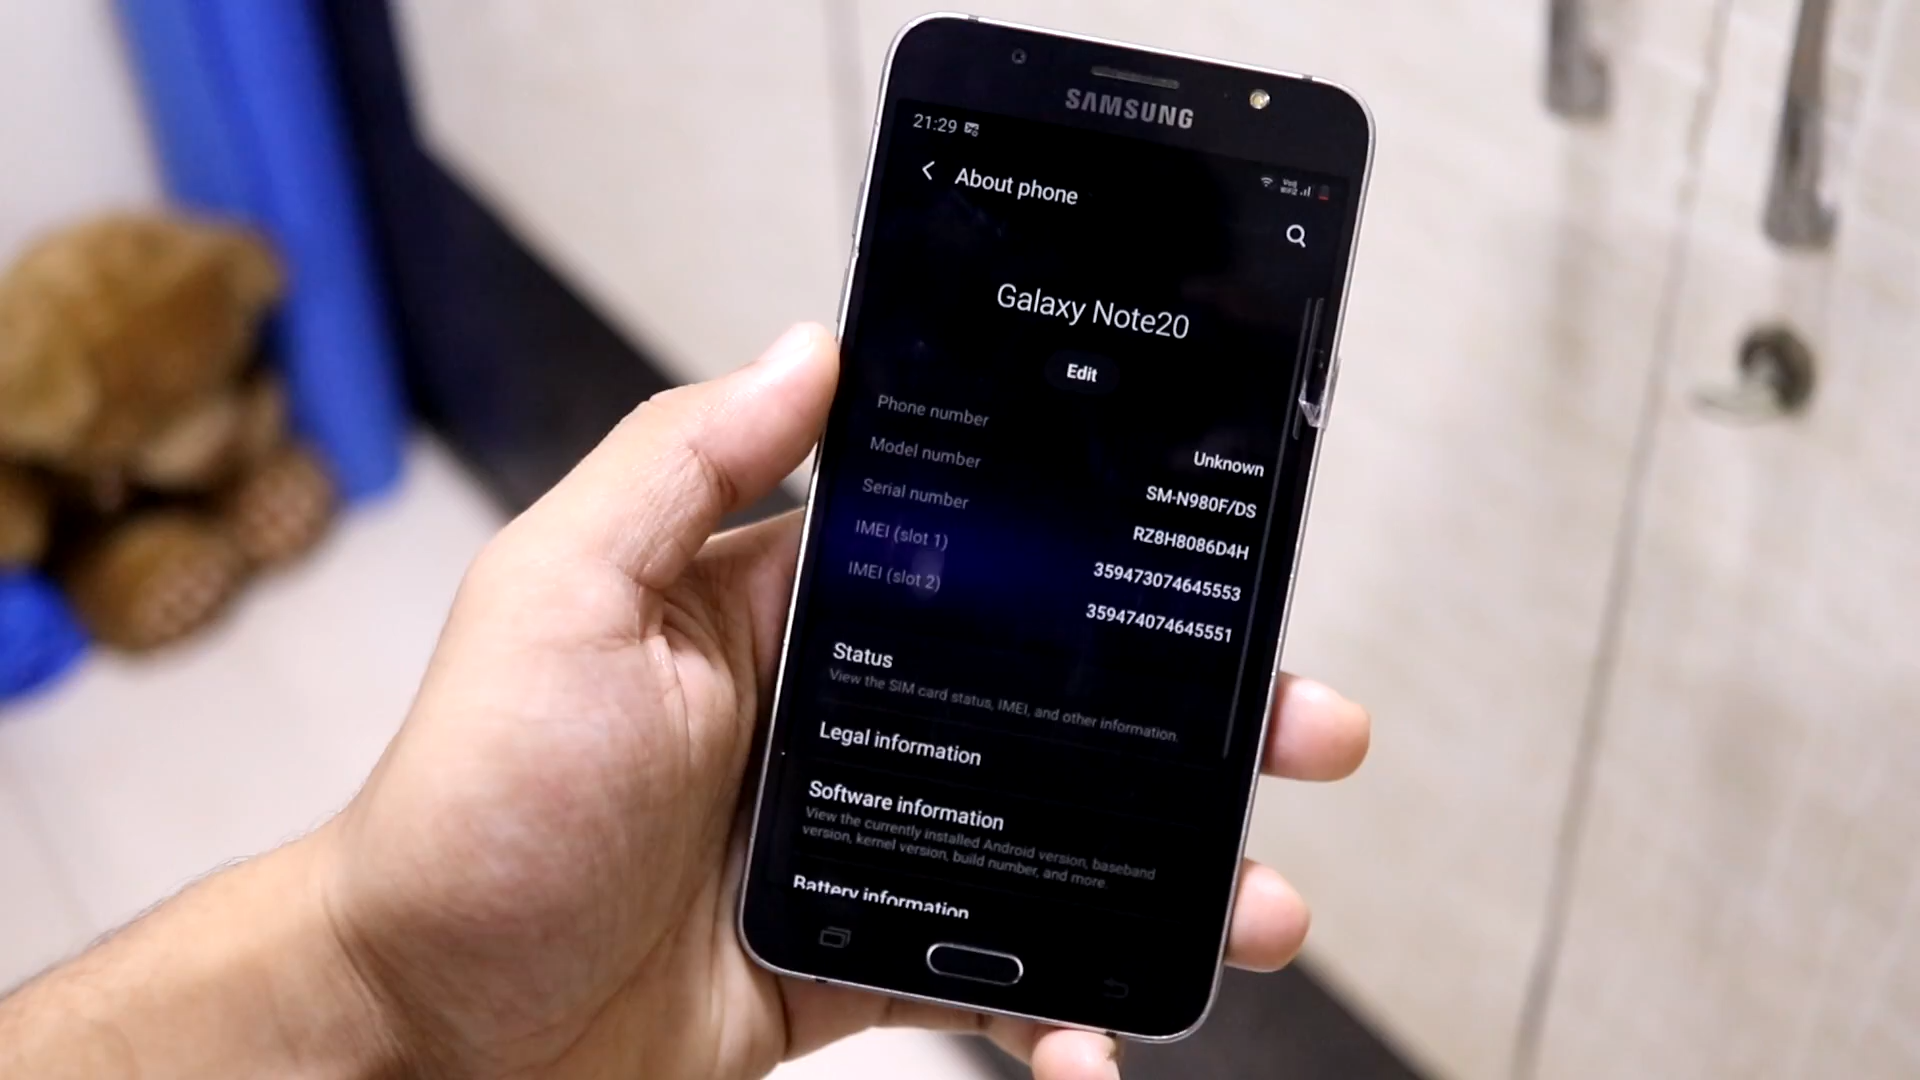 SAMSUNG
21:29
About phone
Galaxy Note20
Edit
Phone number
Unknown
Model number
SM-N980F/DS
Serial number
RZ8H8086D4H
IMEI (slot 1)
359473074645553
IMEI (slot 2)
359474074645551
Status
View the SIM card status, IMEI, and other information.
Legal information
Software information
View the currently installed Android version, baseband
version, kernel version, build number, and more.
Battery information